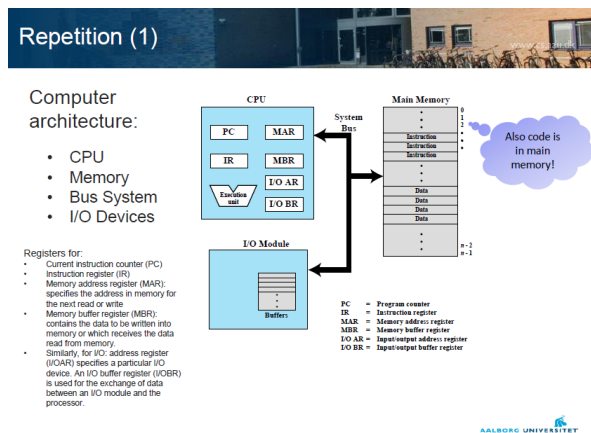 Repetition (1)
Computer
architecture:
• CPU
• Memory
• Bus System
• I/O Devices
Registers for:
• Current instruction counter (PC)
• Instruction register (IR)
• Memory address register (MAR):
specifies the address in memory for
the next read or write
• Memory buffer register (MBR):
contains the data to be written into
memory or which receives the data
read from memory.
• Similarly, for I/O: address register
(I/OAR) specifies a particular I/O
device. An I/O buffer register (I/OBR)
is used for the exchange of data
between an I/O module and the
processor.
CPU
PC
MAR
IR
MBR
Execution
unit
I/O AR
I/O BR
System
Bus
Main Memory
0
1
2
Instruction
Instruction
Instruction
Data
Data
Data
Data
n - 2
n - 1
Also code is
in main
memory!
I/O Module
Buffers
PC = Program counter
IR = Instruction register
MAR = Memory address register
MBR = Memory buffer register
I/O AR = Input/output address register
I/O BR = Input/output buffer register
AALBORG UNIVERSITET